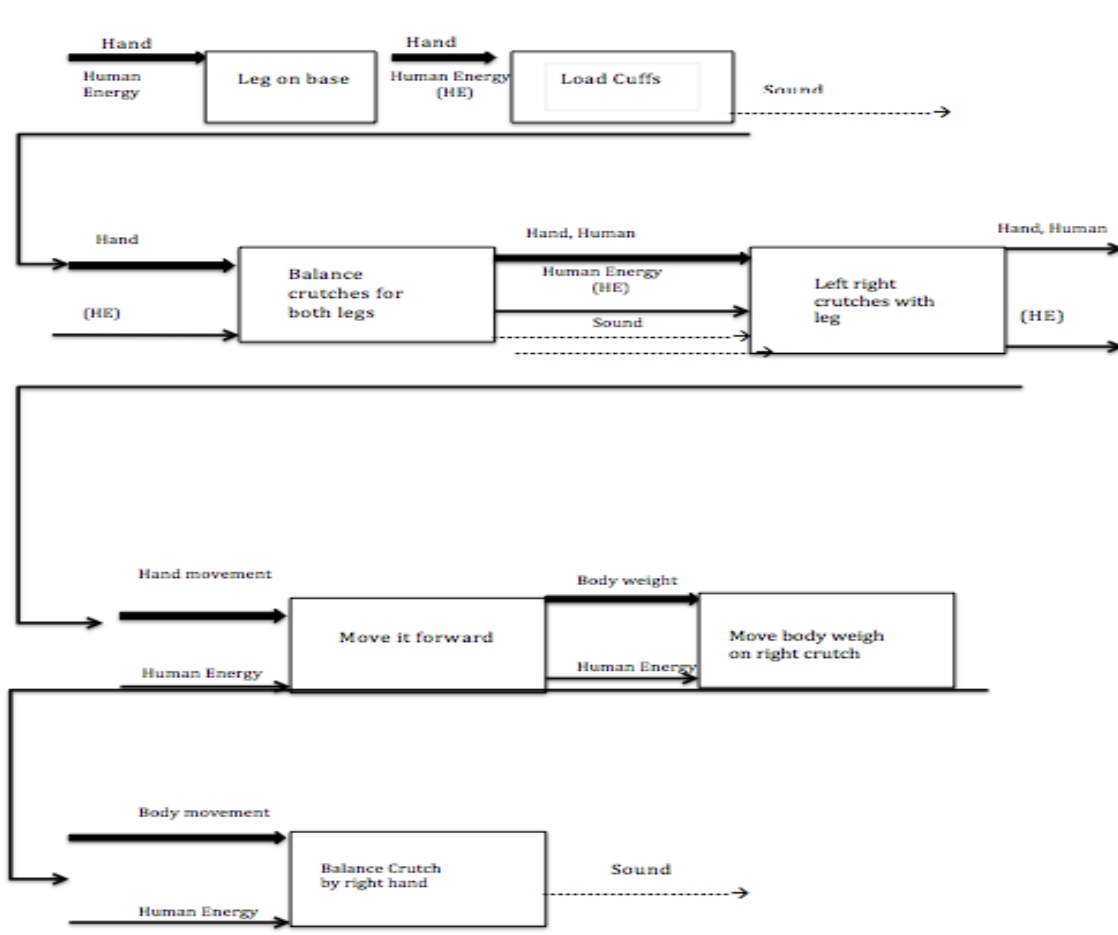 Hand
Hand
Human
Energy
Leg on base
Human Energy
(HE)
Load Cuffs
Sound
Hand
(HE)
Balance
crutches for
both legs
Hand, Human
Human Energy
(HE)
Sound
Left right
crutches with
leg
Hand, Human
(HE)
Hand movement
Human Energy
Move it forward
Body weight
Human Energy
Move body weigh
on right crutch
Body movement
Human Energy
Balance Crutch
by right hand
Sound